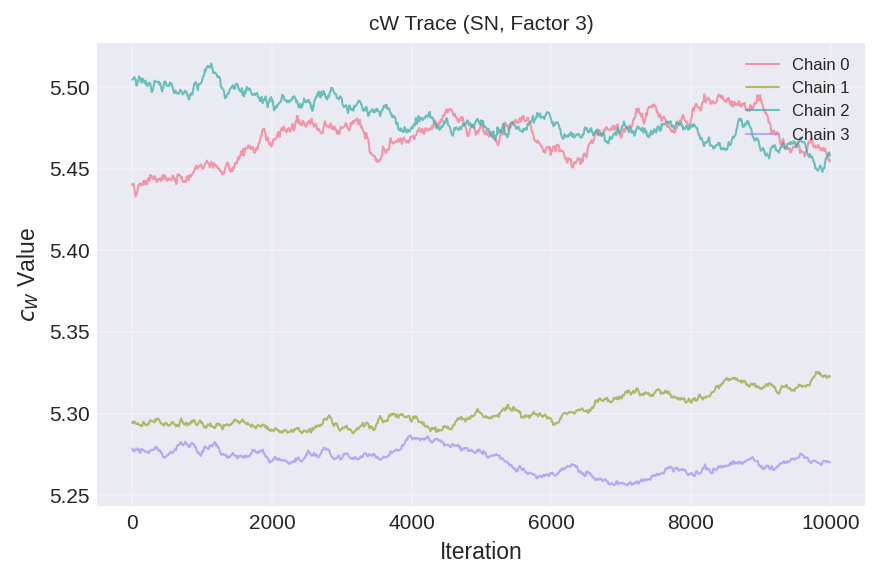 cW Trace (SN, Factor 3)
Chain 0
Chain 1
Chain 2
Chain 3
5.50
5.45
5.40
5.35
5.30
5.25
c_W Value
0 2000 4000 6000 8000 10000
Iteration